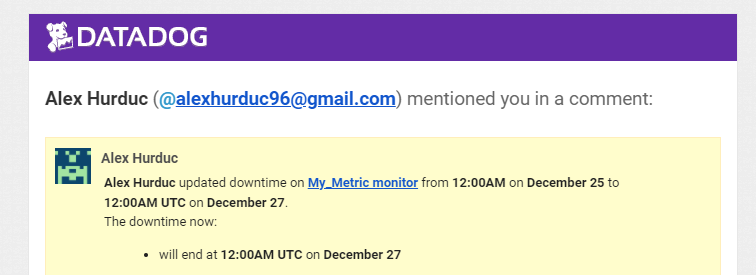 DATADOG
Alex Hurduc (@alexhurduc96@gmail.com) mentioned you in a comment:
Alex Hurduc
Alex Hurduc updated downtime on My_Metric monitor from 12:00AM on December 25 to
12:00AM UTC on December 27.
The downtime now:
• will end at 12:00AM UTC on December 27